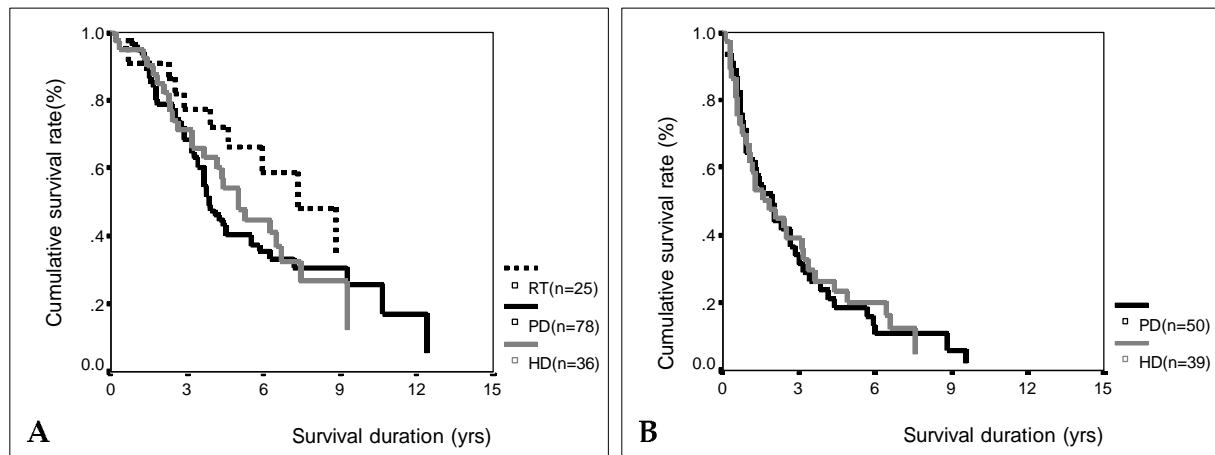 Cumulative survival rate(%)
1.0
.8
.6
.4
.2
0.0
0 3 6 9 12 15
Survival duration (yrs)
RT(n=25)
PD(n=78)
HD(n=36)
A
Cumulative survival rate (%)
1.0
.8
.6
.4
.2
0.0
0 3 6 9 12 15
Survival duration (yrs)
PD(n=50)
HD(n=39)
B